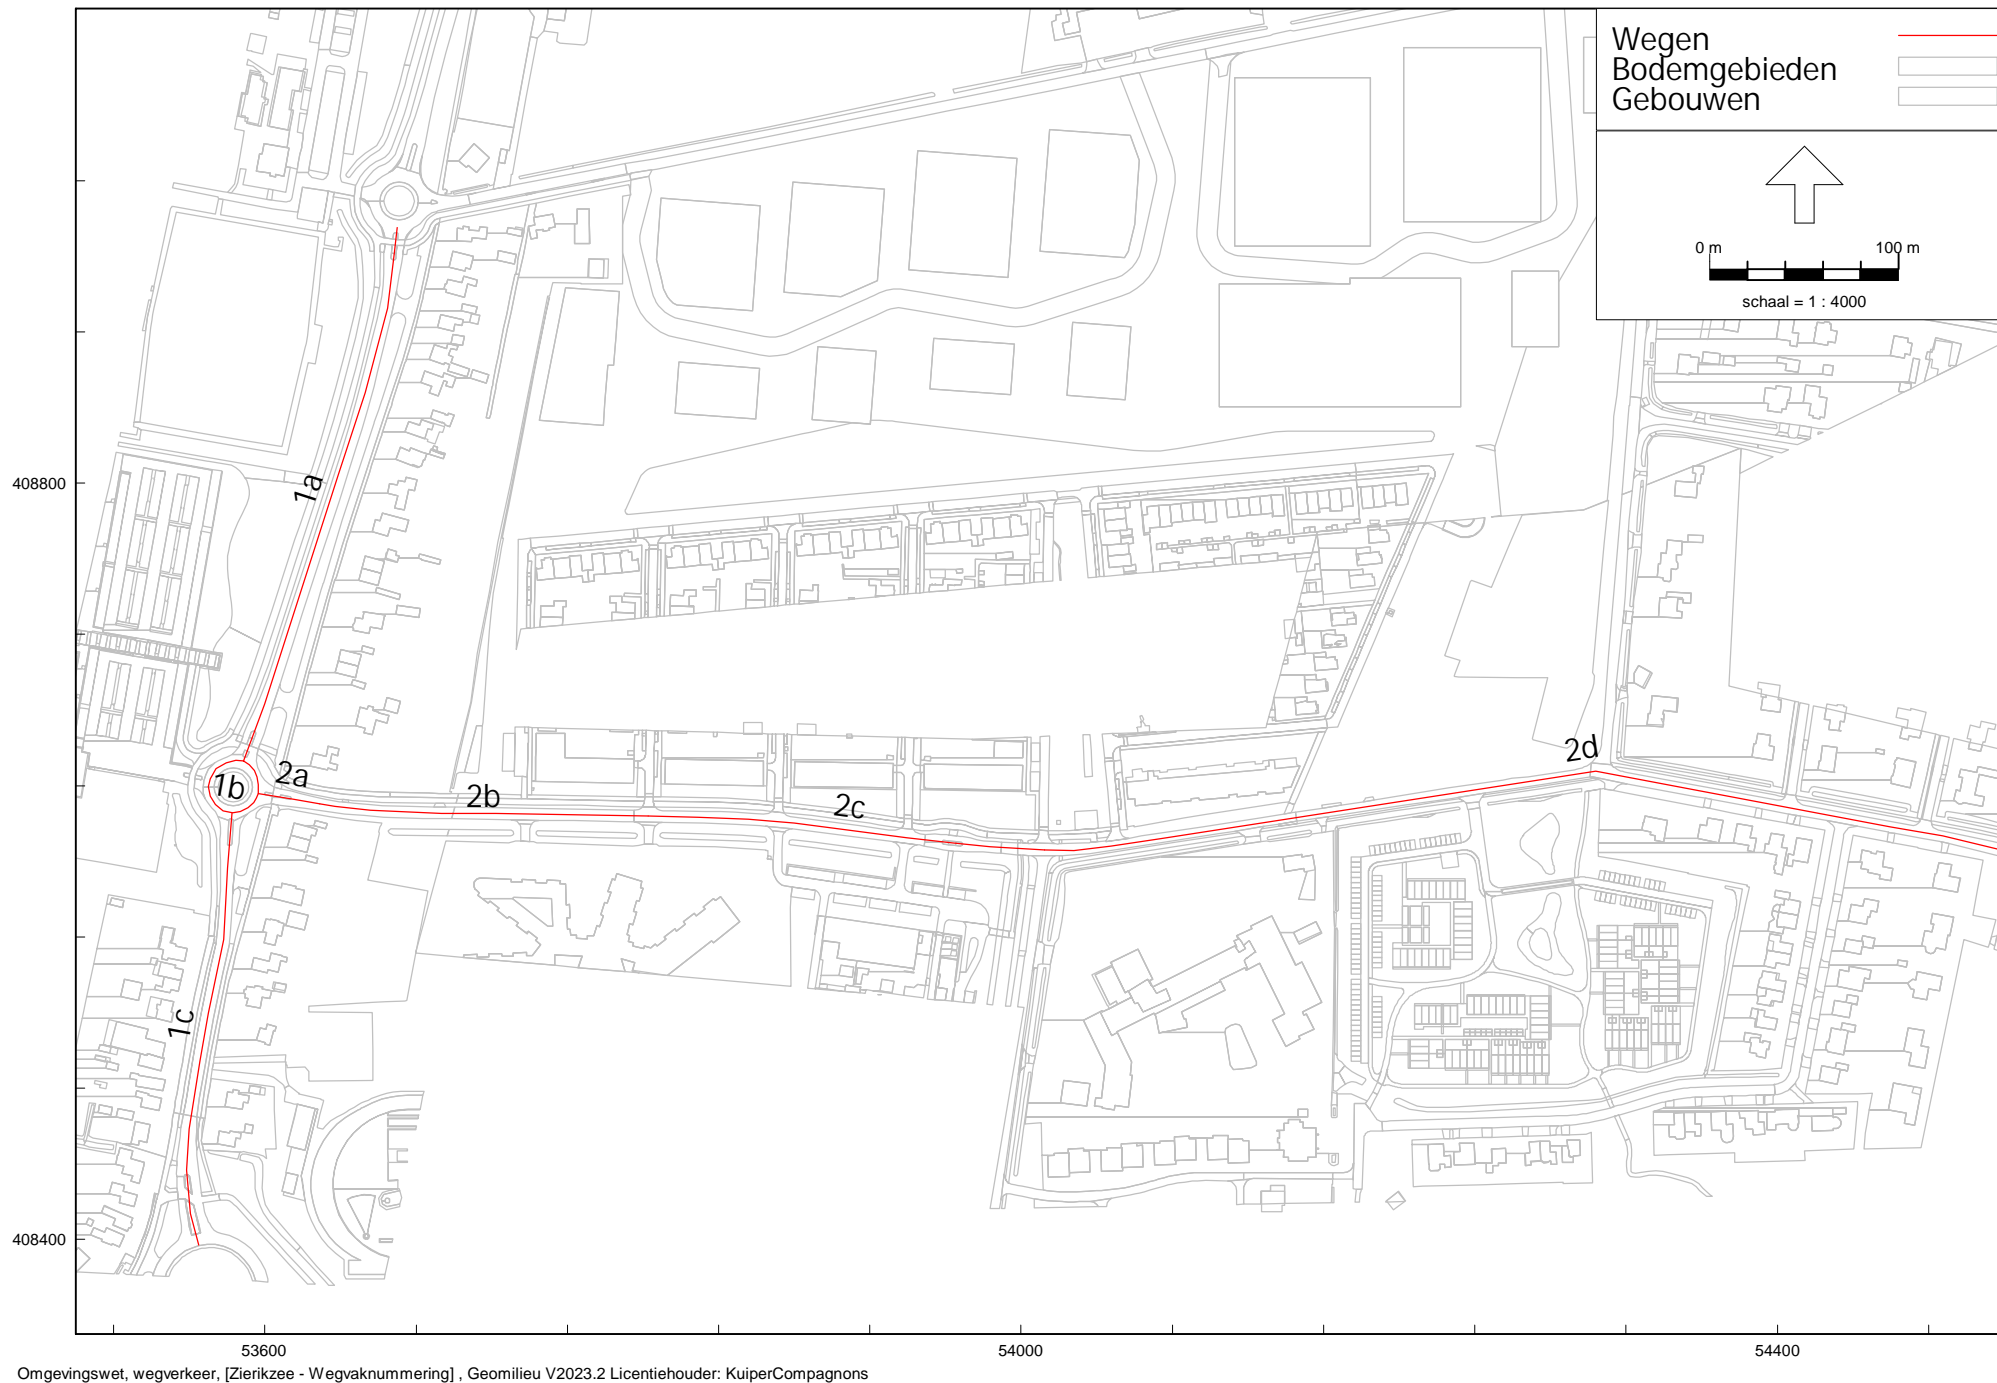 Wegen
Bodemgebieden
Gebouwen
0 m 100 m
schaal = 1 : 4000
1a
408800
2d
1b 2a
2b
2c
1c
408400
53600 54000 54400
Omgevingswet, wegverkeer, [Zierikzee - Wegvaknummering] , Geomilieu V2023.2 Licentiehouder: KuiperCompagnons